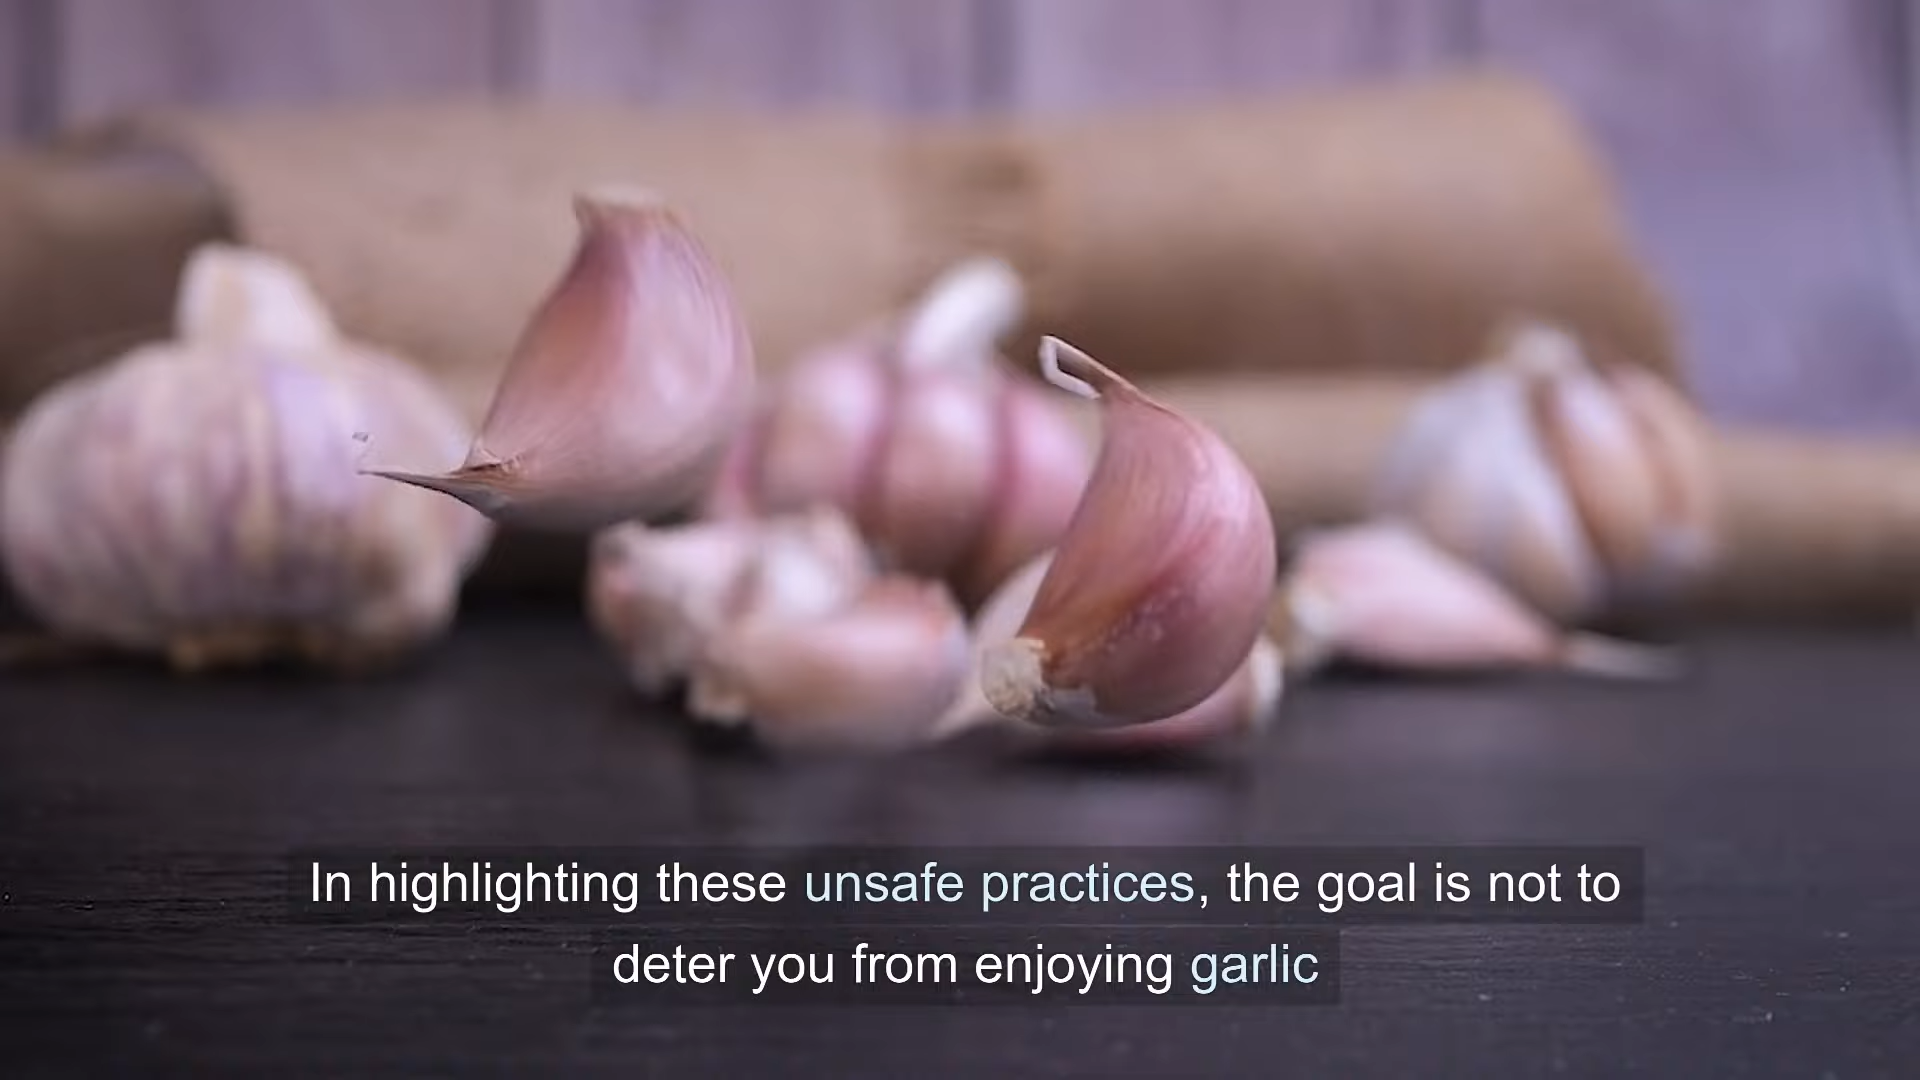 In highlighting these unsafe practices, the goal is not to
deter you from enjoying garlic